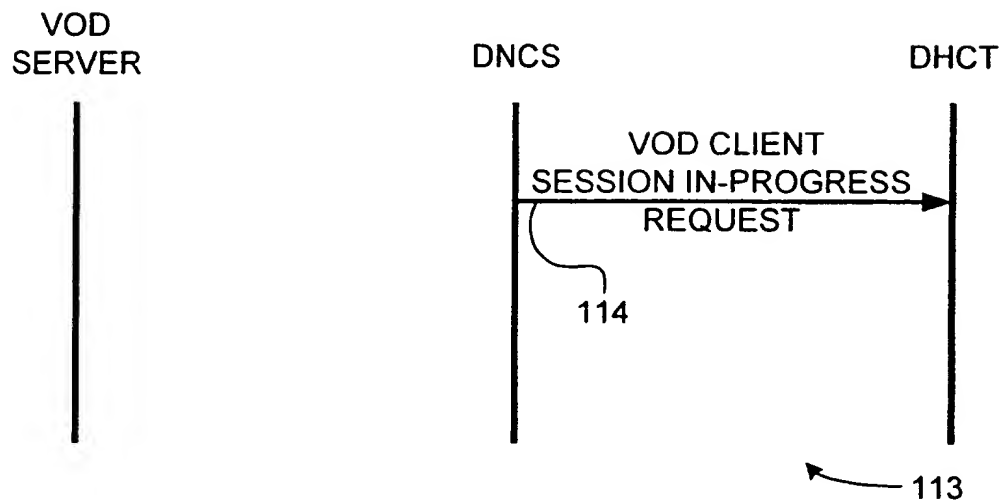 VOD
SERVER
DNCS
DHCT
VOD CLIENT
SESSION IN-PROGRESS
REQUEST
114
113